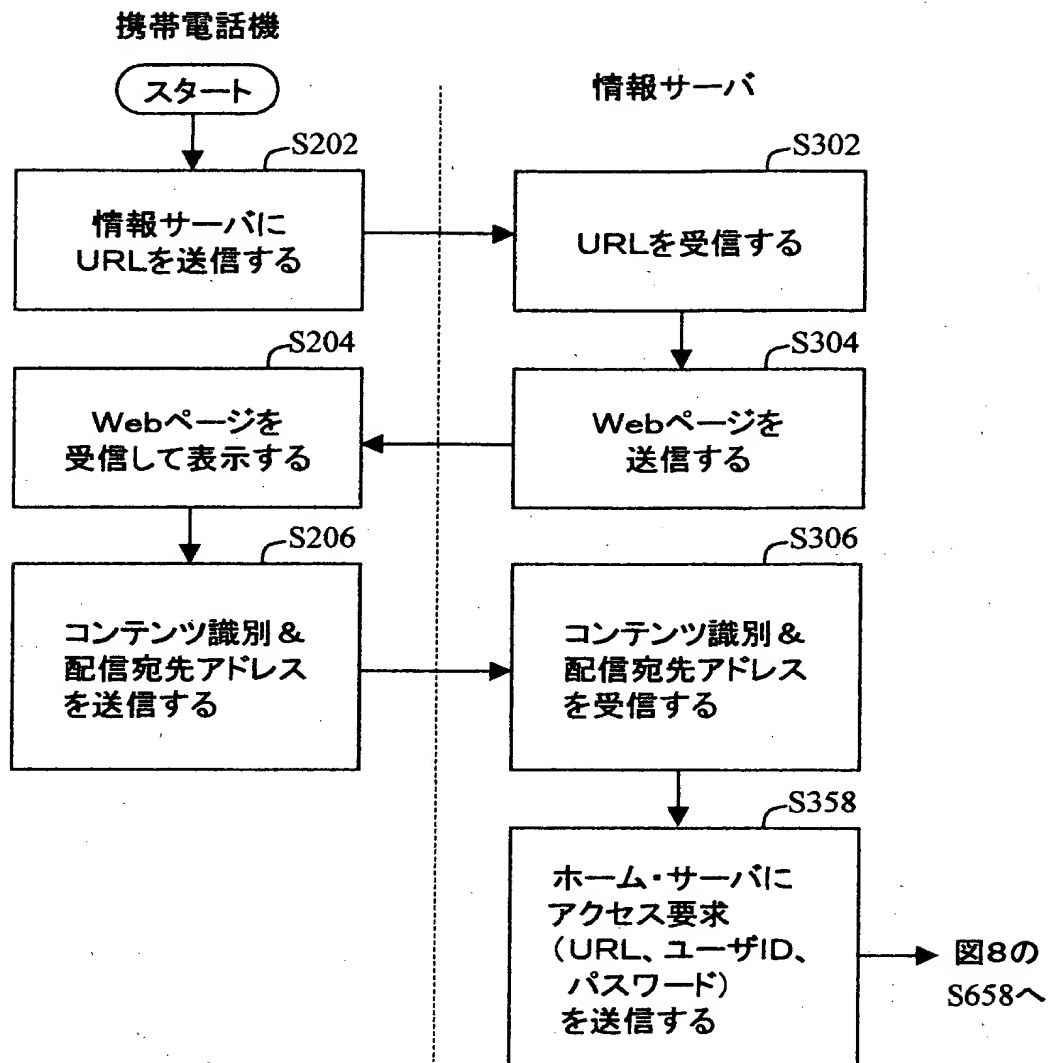 携帯電話機
スタート
情報サーバ
S202
S302
情報サーバに
URLを送信する
URLを受信する
S204
S304
Webページを
受信して表示する
Webページを
送信する
S206
S306
コンテンツ識別&
配信宛先アドレス
を送信する
コンテンツ識別&
配信宛先アドレス
を受信する
S358
ホーム・サーバに
アクセス要求
(URL、ユーザID、
パスワード)
を送信する
図8の
S658へ